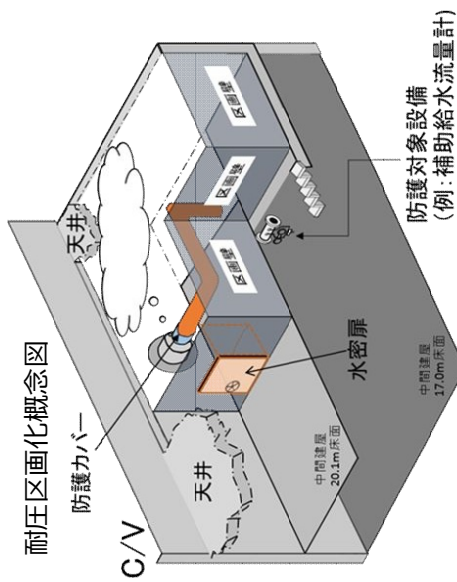 耐圧区画化概念図
C/V
防護カバー
天井
天井
区画壁
区画壁
区画壁
水密扉
中間建屋
20.1m床面
中間建屋
17.0m床面
防護対象設備
(例:補助給水流量計)